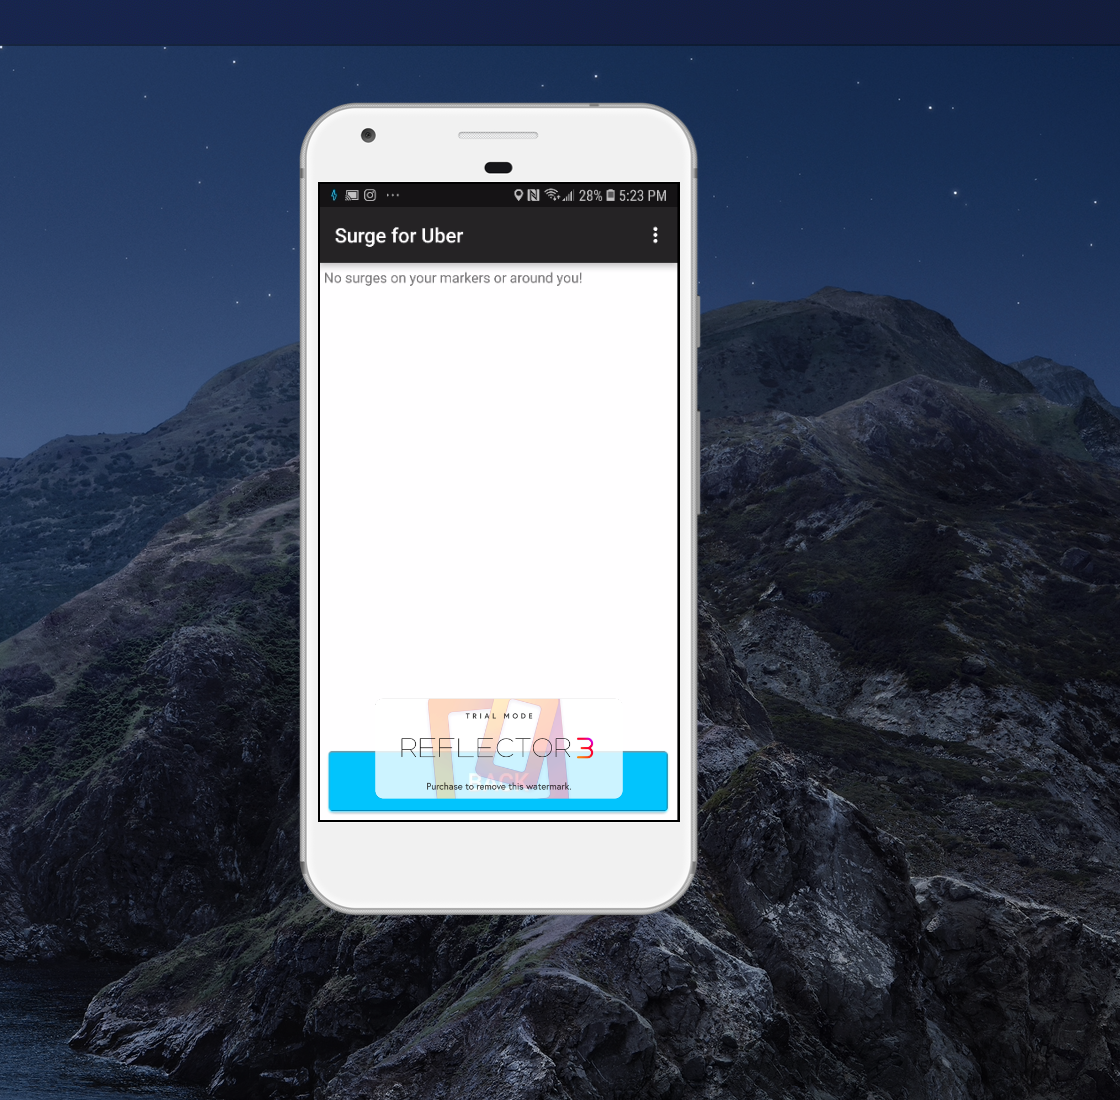 28% 5:23 PM
Surge for Uber
No surges on your markers or around you!
TRIAL MODE
REFLECTOR 3
BACK
Purchase to remove this watermark.